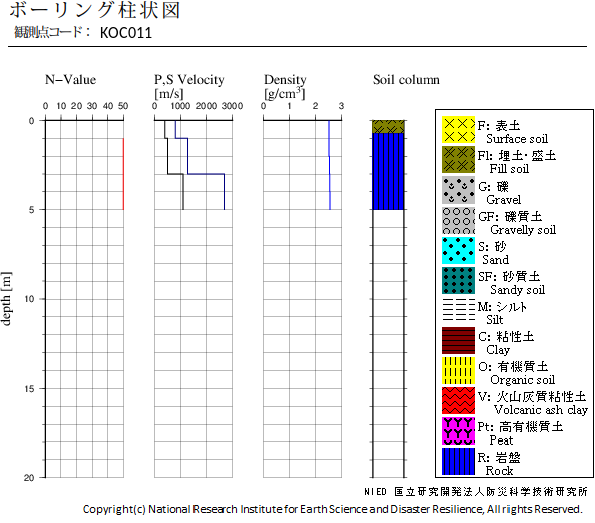 ボーリング柱状図
観測点コード： KOC011
N-Value
0 10 20 30 40 50
P,S Velocity
[m/s]
0 1000 2000 3000
Density
[g/cm³]
0 1 2 3
Soil column
depth [m]
0
5
10
15
20
F: 表土
Surface soil
Fl: 埋土・盛土
Fill soil
G: 礫
Gravel
GF: 礫質土
Gravelly soil
S: 砂
Sand
SF: 砂質土
Sandy soil
M: シルト
Silt
C: 粘性土
Clay
O: 有機質土
Organic soil
V: 火山灰質粘性土
Volcanic ash clay
Pt: 高有機質土
Peat
R: 岩盤
Rock
NIED 国立研究開発法人防災科学技術研究所
Copyright(c) National Research Institute for Earth Science and Disaster Resilience, All rights Reserved.